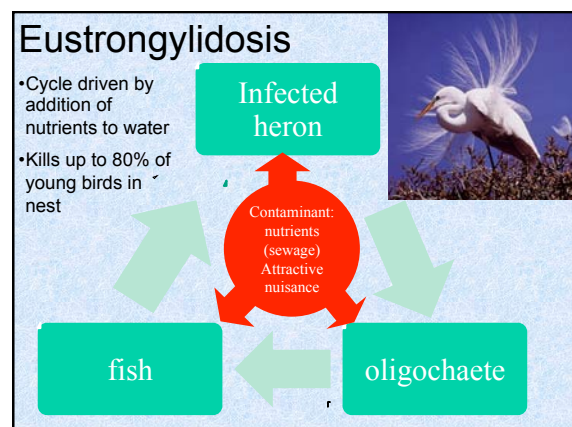 Eustrongylidosis
•Cycle driven by
addition of
nutrients to water
•Kills up to 80% of
young birds in
nest
Infected
heron
Contaminant:
nutrients
(sewage)
Attractive
nuisance
fish
oligochaete